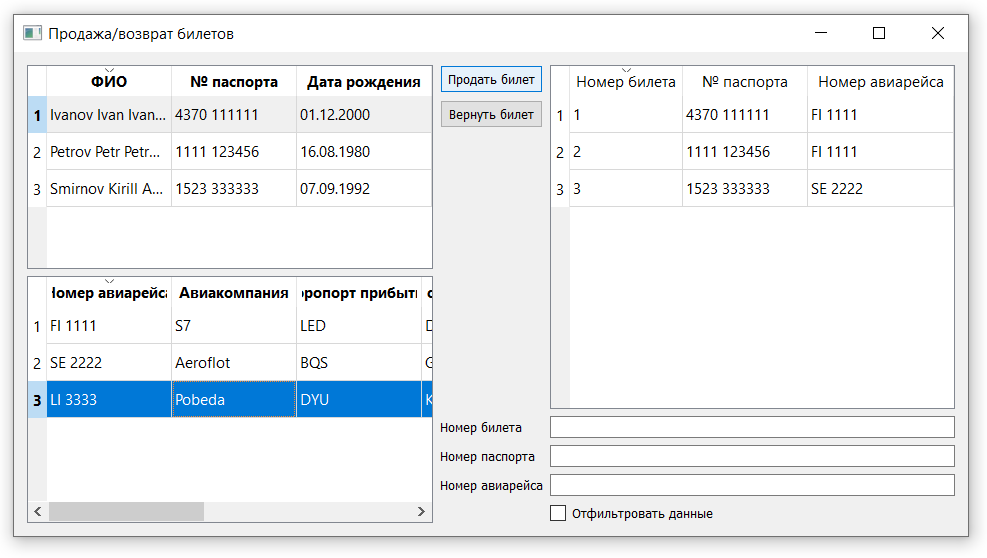 Продажа/возврат билетов
ФИО № паспорта Дата рождения
1 Ivanov Ivan Ivan... 4370 111111 01.12.2000
2 Petrov Petr Petr... 1111 123456 16.08.1980
3 Smirnov Kirill A... 1523 333333 07.09.1992
Продать билет
Вернуть билет
Номер билета № паспорта Номер авиарейса
1 1 4370 111111 FI 1111
2 2 1111 123456 FI 1111
3 3 1523 333333 SE 2222
Номер авиарейса Авиакомпания ропорт прибыт
1 FI 1111 S7 LED
2 SE 2222 Aeroflot BQS
3 LI 3333 Pobeda DYU
Номер билета
Номер паспорта
Номер авиарейса
Отфильтровать данные